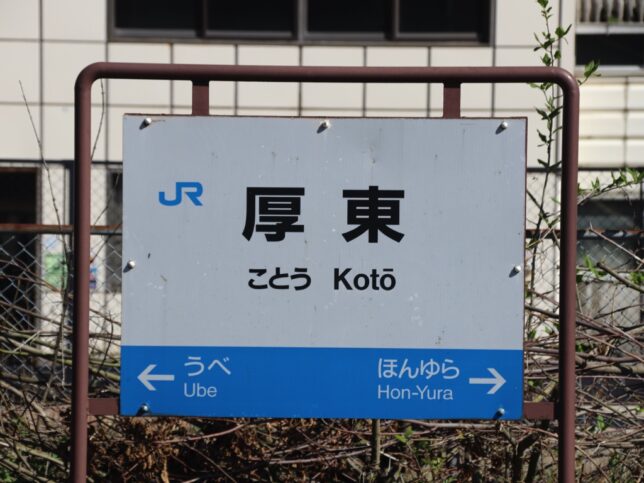 JR
厚東
ことう Kotō
← うべ
Ube
ほんゆら →
Hon-Yura